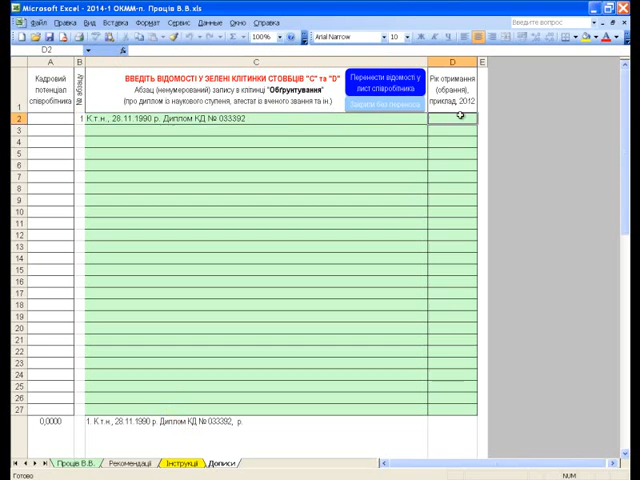 Microsoft Excel - 2014-1 ОКММ-п. Проців В.В.xls
Файл Правка Вид Вставка Формат Сервис Данные Окно Справка
Введите вопрос
100% Arial Narrow 10
D2 fx
A B C D E
1 Кадровий потенціал співробітника
№ абзацу
ВВЕДІТЬ ВІДОМОСТІ У ЗЕЛЕНІ КЛІТИНКИ СТОВБЦІВ "С" та "D"
Абзац (ненумерований) запису в клітинці "Обґрунтування"
(про диплом із наукового ступеня, атестат із вченого звання та ін.)
Перенести відомості у
лист співробітника
Закрити без переноса
Рік отримання
(обрання),
приклад, 2012
2 1 К.т.н., 28.11.1990 р. Диплом КД № 033392
3
4
5
6
7
8
9
10
11
12
13
14
15
16
17
18
19
20
21
22
23
24
25
26
27
0,0000 1. К.т.н., 28.11.1990 р. Диплом КД № 033392, р.
Проців В.В. Рекомендації Інструкції Дописи
Готово NUM